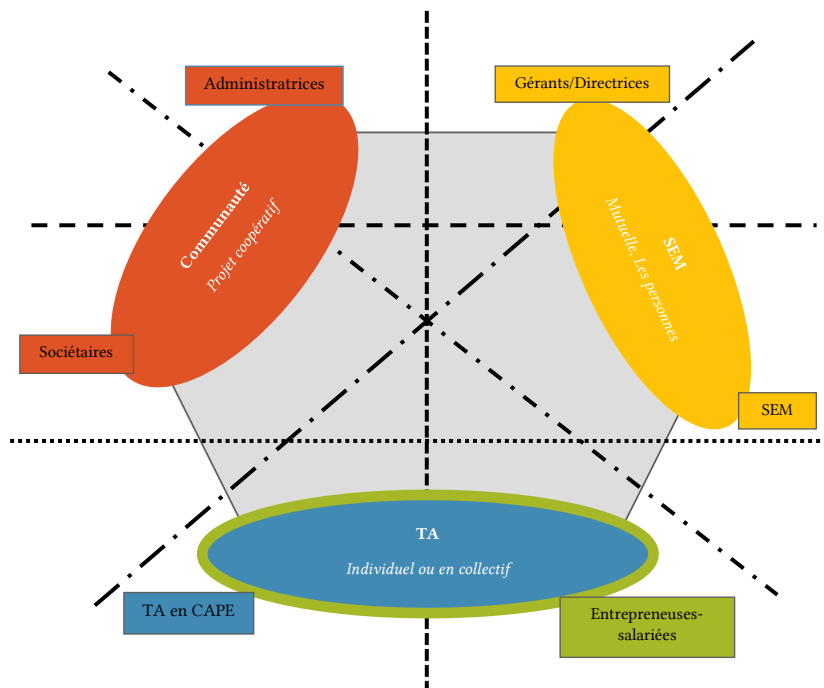 Administratrices
Gérants/Directrices
Communauté
Projet coopératif
SEM
Mutuelle, Les personnes
Sociétaires
SEM
TA
Individuel ou en collectif
TA en CAPE
Entrepreneuses-
salariées